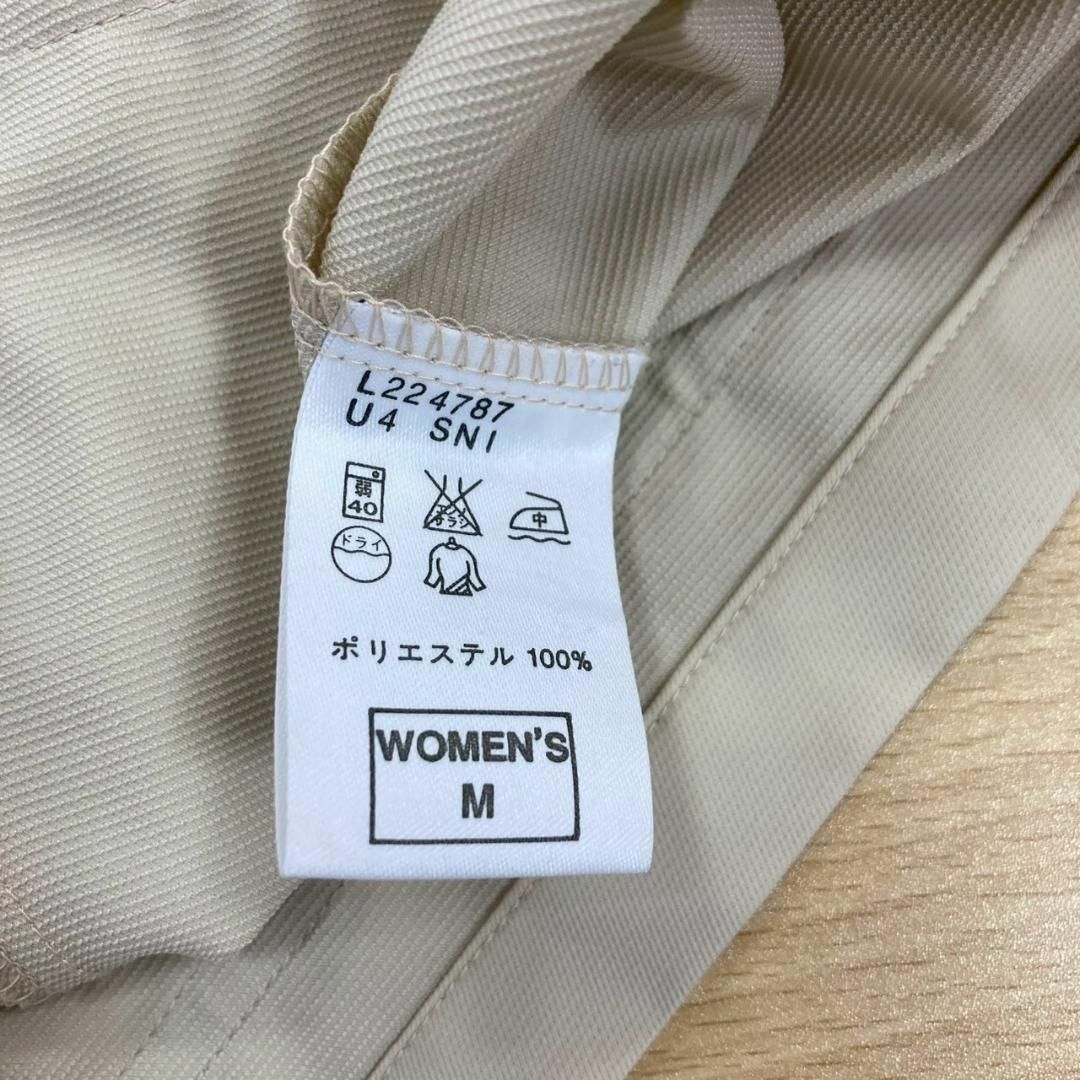 L224787
U4 SNI
弱
40
エンソ
サラシ
中
ドライ
ポリエステル 100%
WOMEN'S
M